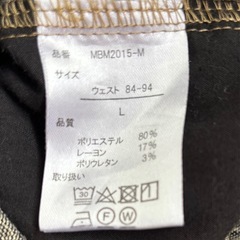 品番 MBM2015-M
サイズ
ウェスト 84-94
L
品質
ポリエステル 80%
レーヨン 17%
ポリウレタン 3%
取り扱い
30
F W